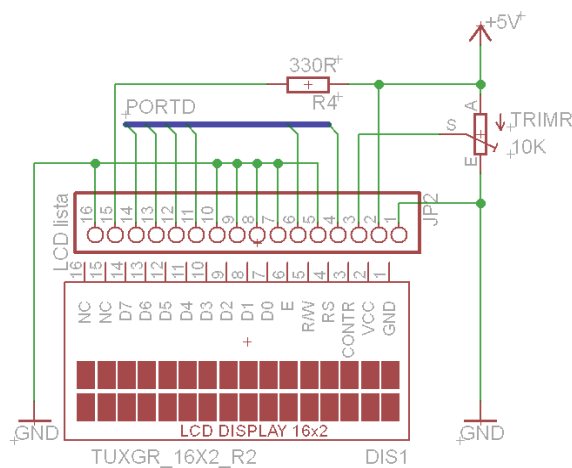 +5V
330R
R4
PORTD
A
S
TRIMR
10K
E
LCD lista
16 15 14 13 12 11 10 9 8 7 6 5 4 3 2 1
JP2
16 15 14 13 12 11 10 9 8 7 6 5 4 3 2 1
NC NC D7 D6 D5 D4 D3 D2 D1 D0 E R/W RS CONTR VCC GND
LCD DISPLAY 16x2
GND
GND
TUXGR_16X2_R2
DIS1